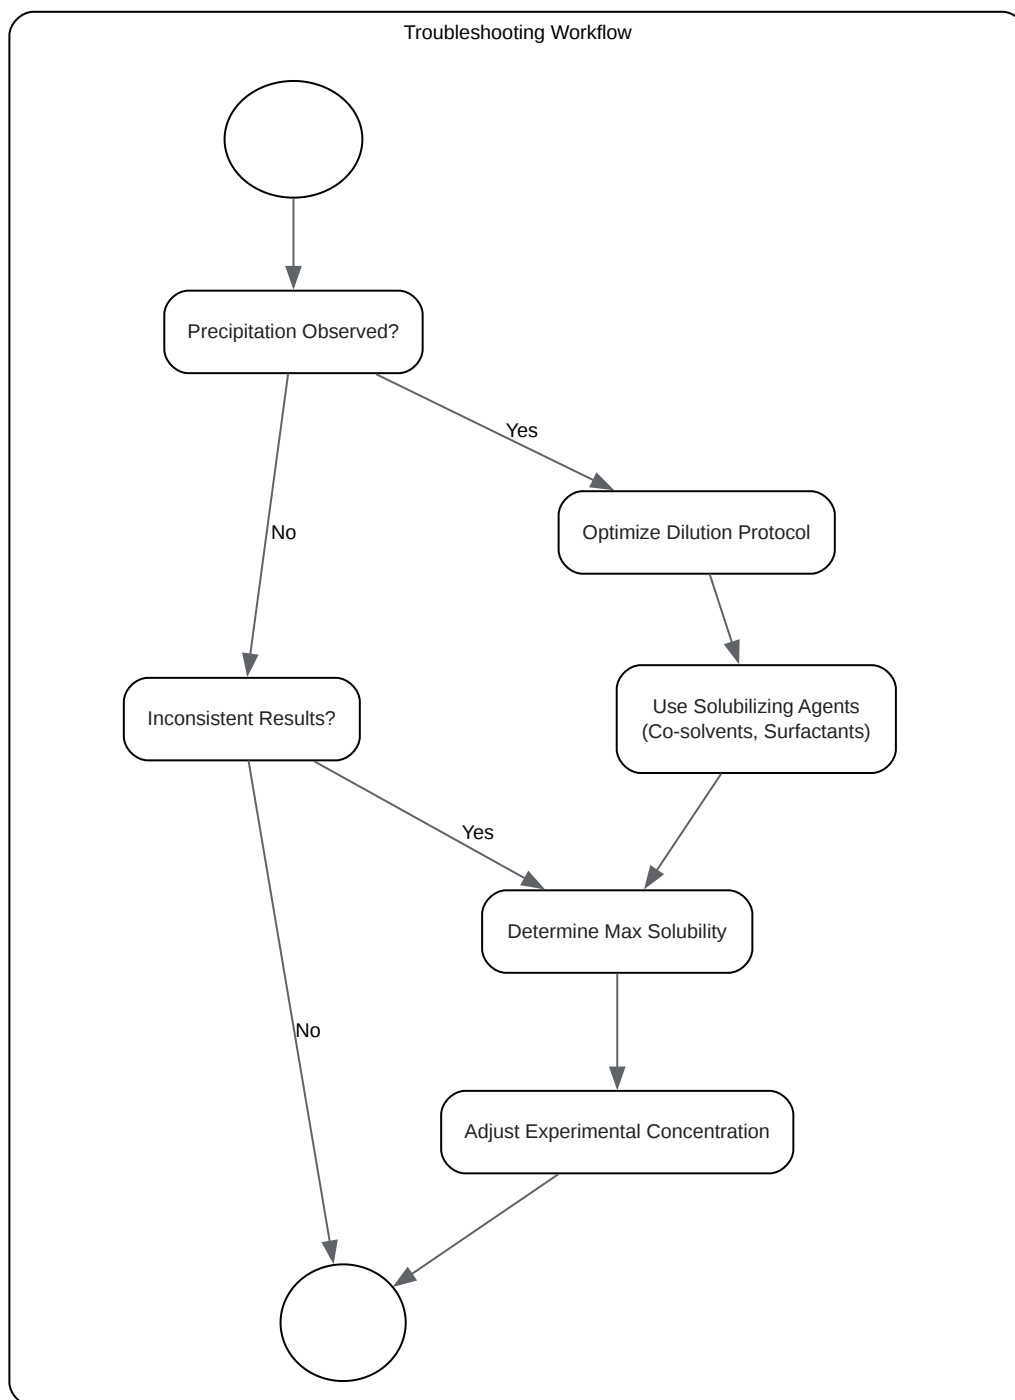 Troubleshooting Workflow
Precipitation Observed?
Yes
No
Optimize Dilution Protocol
Use Solubilizing Agents
(Co-solvents, Surfactants)
Inconsistent Results?
Yes
Determine Max Solubility
No
Adjust Experimental Concentration